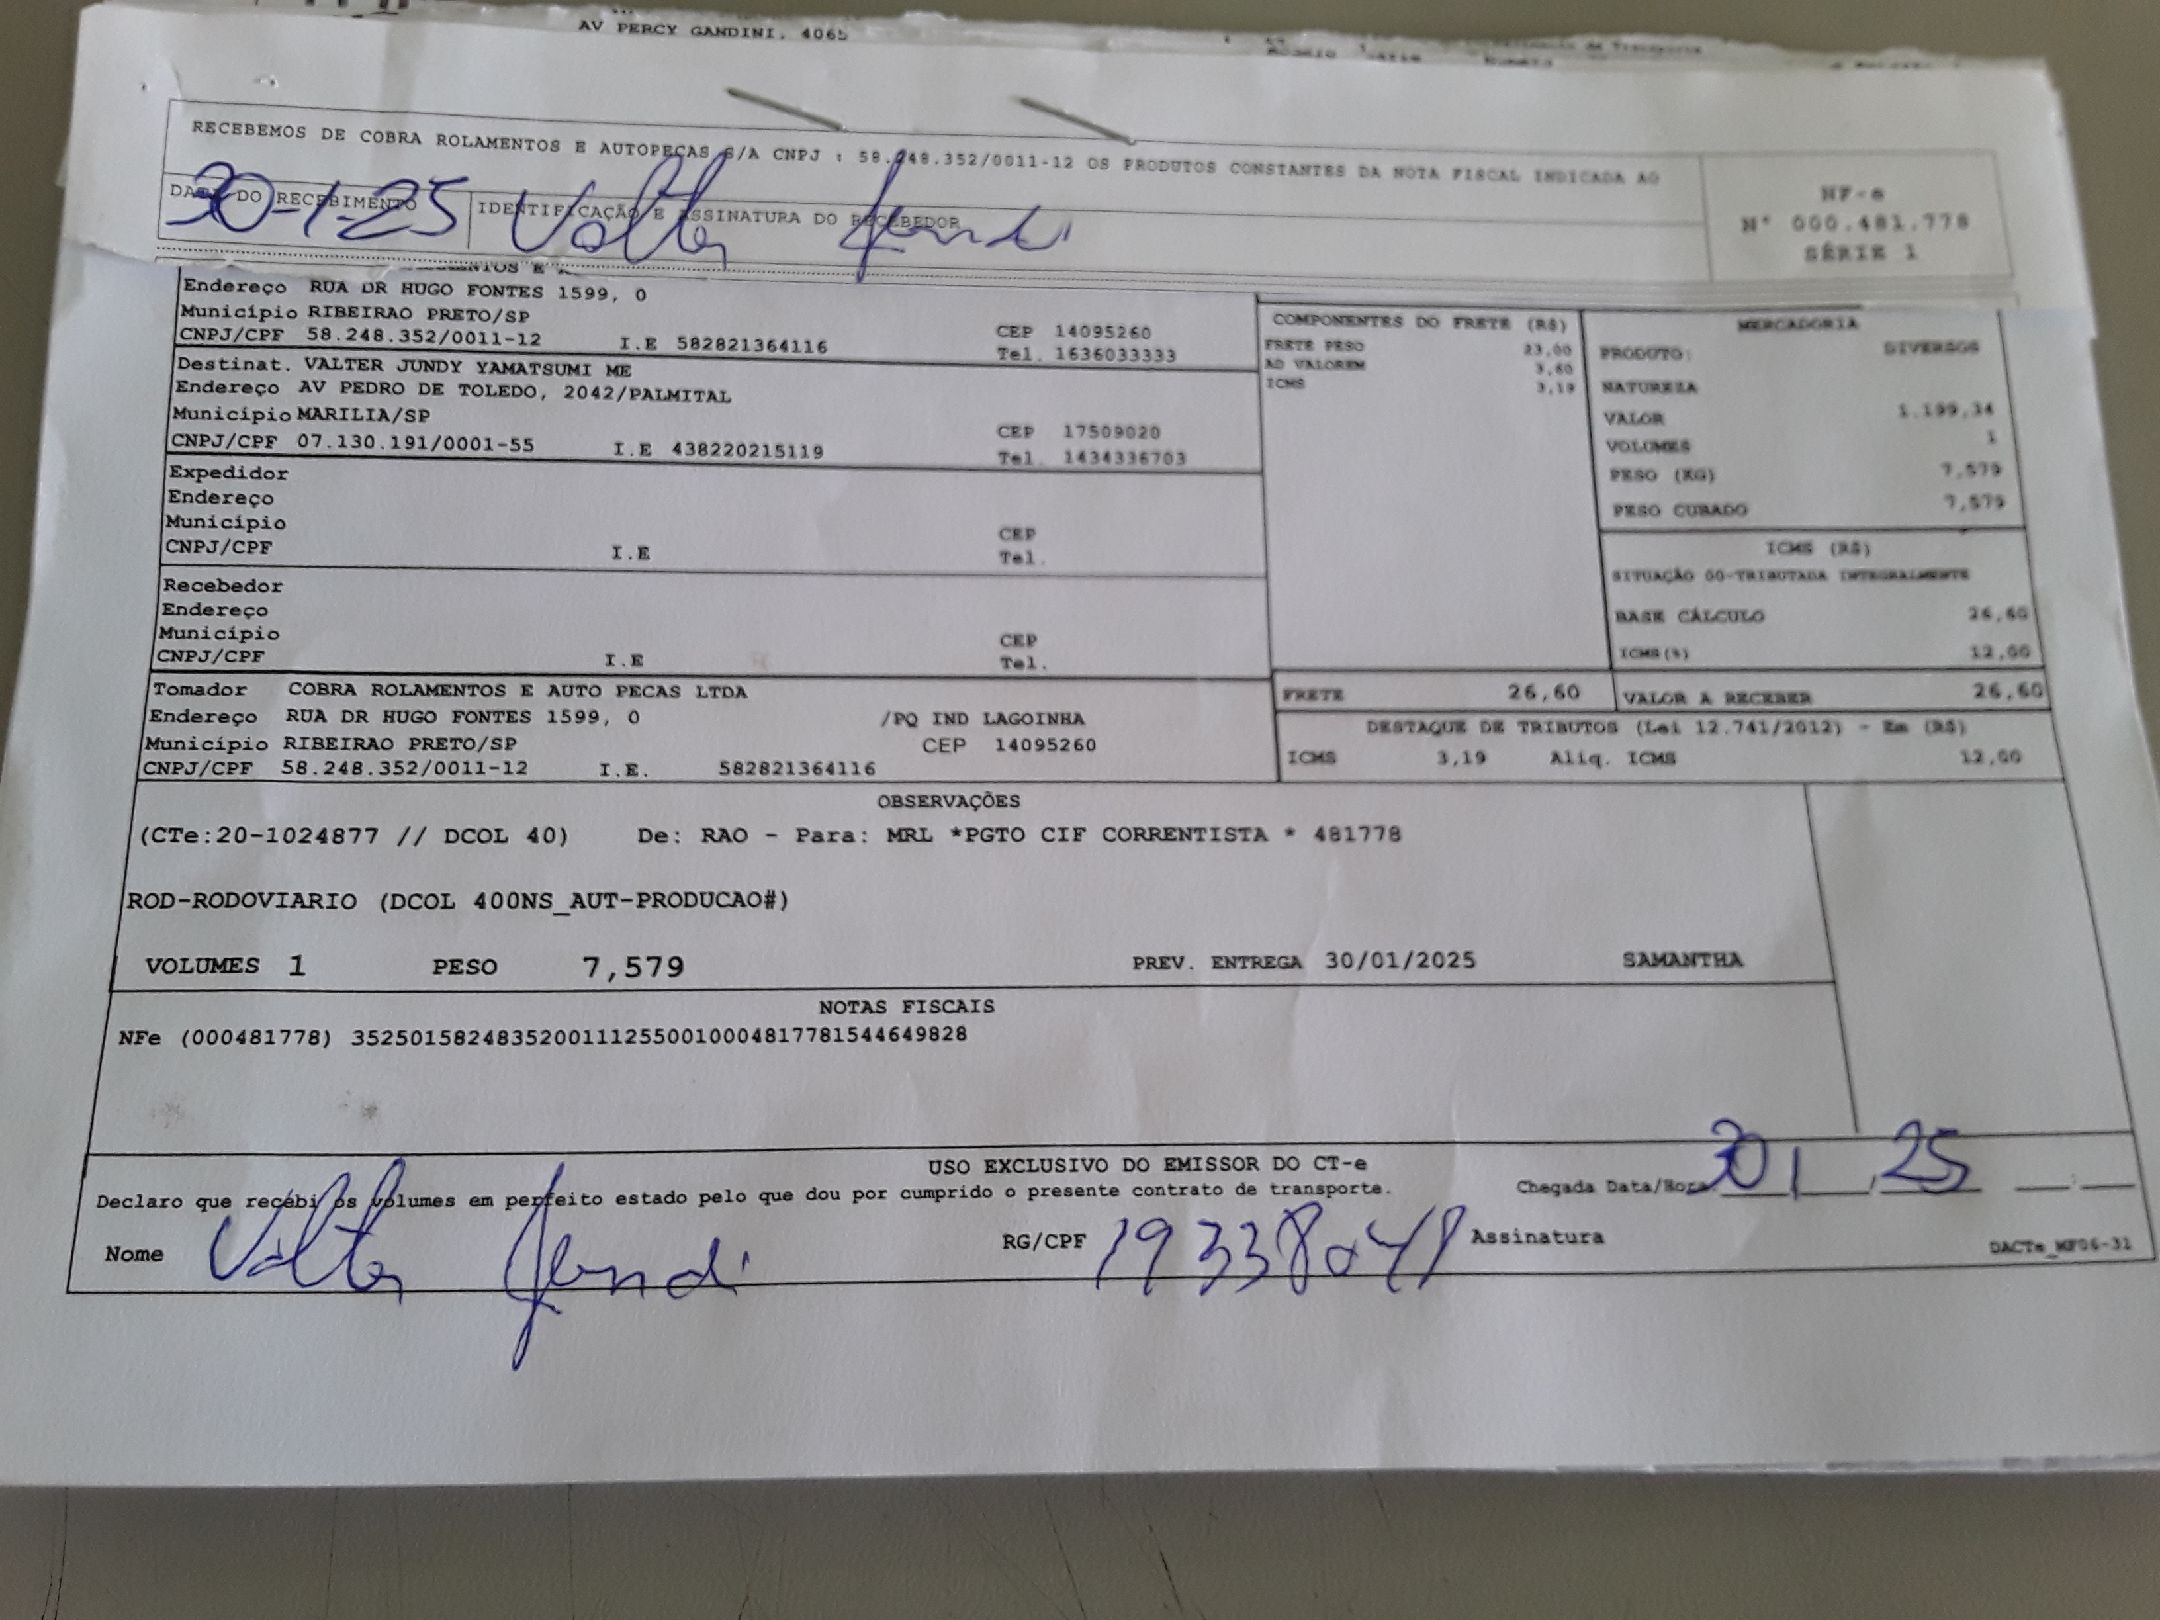 AV PERCY GANDINI, 4065
RECEBEMOS DE COBRA ROLAMENTOS E AUTOPEÇAS S/A CNPJ : 58.248.352/0011-12 OS PRODUTOS CONSTANTES DA NOTA FISCAL INDICADA AO
DATA DO RECEBIMENTO
30-1-25
IDENTIFICAÇÃO E ASSINATURA DO RECEBEDOR
Valter
NF-e
N° 000.481.778
SÉRIE 1
Endereço RUA DR HUGO FONTES 1599, 0
Município RIBEIRAO PRETO/SP CEP 14095260
CNPJ/CPF 58.248.352/0011-12 I.E 582821364116 Tel. 1636033333
Destinat. VALTER JUNDY YAMATSUMI ME
Endereço AV PEDRO DE TOLEDO, 2042/PALMITAL
Município MARILIA/SP CEP 17509020
CNPJ/CPF 07.130.191/0001-55 I.E 438220215119 Tel. 1434336703
Expedidor
Endereço
Município CEP
CNPJ/CPF I.E Tel.
Recebedor
Endereço
Município CEP
CNPJ/CPF I.E Tel.
Tomador COBRA ROLAMENTOS E AUTO PECAS LTDA
Endereço RUA DR HUGO FONTES 1599, 0 /PQ IND LAGOINHA
Município RIBEIRAO PRETO/SP CEP 14095260
CNPJ/CPF 58.248.352/0011-12 I.E. 582821364116
COMPONENTES DO FRETE (R$)
FRETE PESO 23,00
AD VALOREM 3,60
ICMS 3,19
MERCADORIA
PRODUTO: DIVERSOS
NATUREZA
VALOR 1.199,34
VOLUMES 1
PESO (KG) 7,579
PESO CUBADO 7,579
ICMS (R$)
SITUAÇÃO 00-TRIBUTADA INTEGRALMENTE
BASE CÁLCULO 26,60
ICMS(%) 12,00
FRETE 26,60 VALOR A RECEBER 26,60
DESTAQUE DE TRIBUTOS (Lei 12.741/2012) - Em (R$)
ICMS 3,19 Aliq. ICMS 12,00
OBSERVAÇÕES
(CTe:20-1024877 // DCOL 40) De: RAO - Para: MRL *PGTO CIF CORRENTISTA * 481778
ROD-RODOVIARIO (DCOL 400NS_AUT-PRODUCAO#)
VOLUMES 1 PESO 7,579 PREV. ENTREGA 30/01/2025 SAMANTHA
NOTAS FISCAIS
NFe (000481778) 35250158248352001112550010004817781544649828
USO EXCLUSIVO DO EMISSOR DO CT-e
Declaro que recebi os volumes em perfeito estado pelo que dou por cumprido o presente contrato de transporte.
Chegada Data/Hora 30 1 25
Nome Valter
RG/CPF 19338048 Assinatura
DACTe_MF06-31